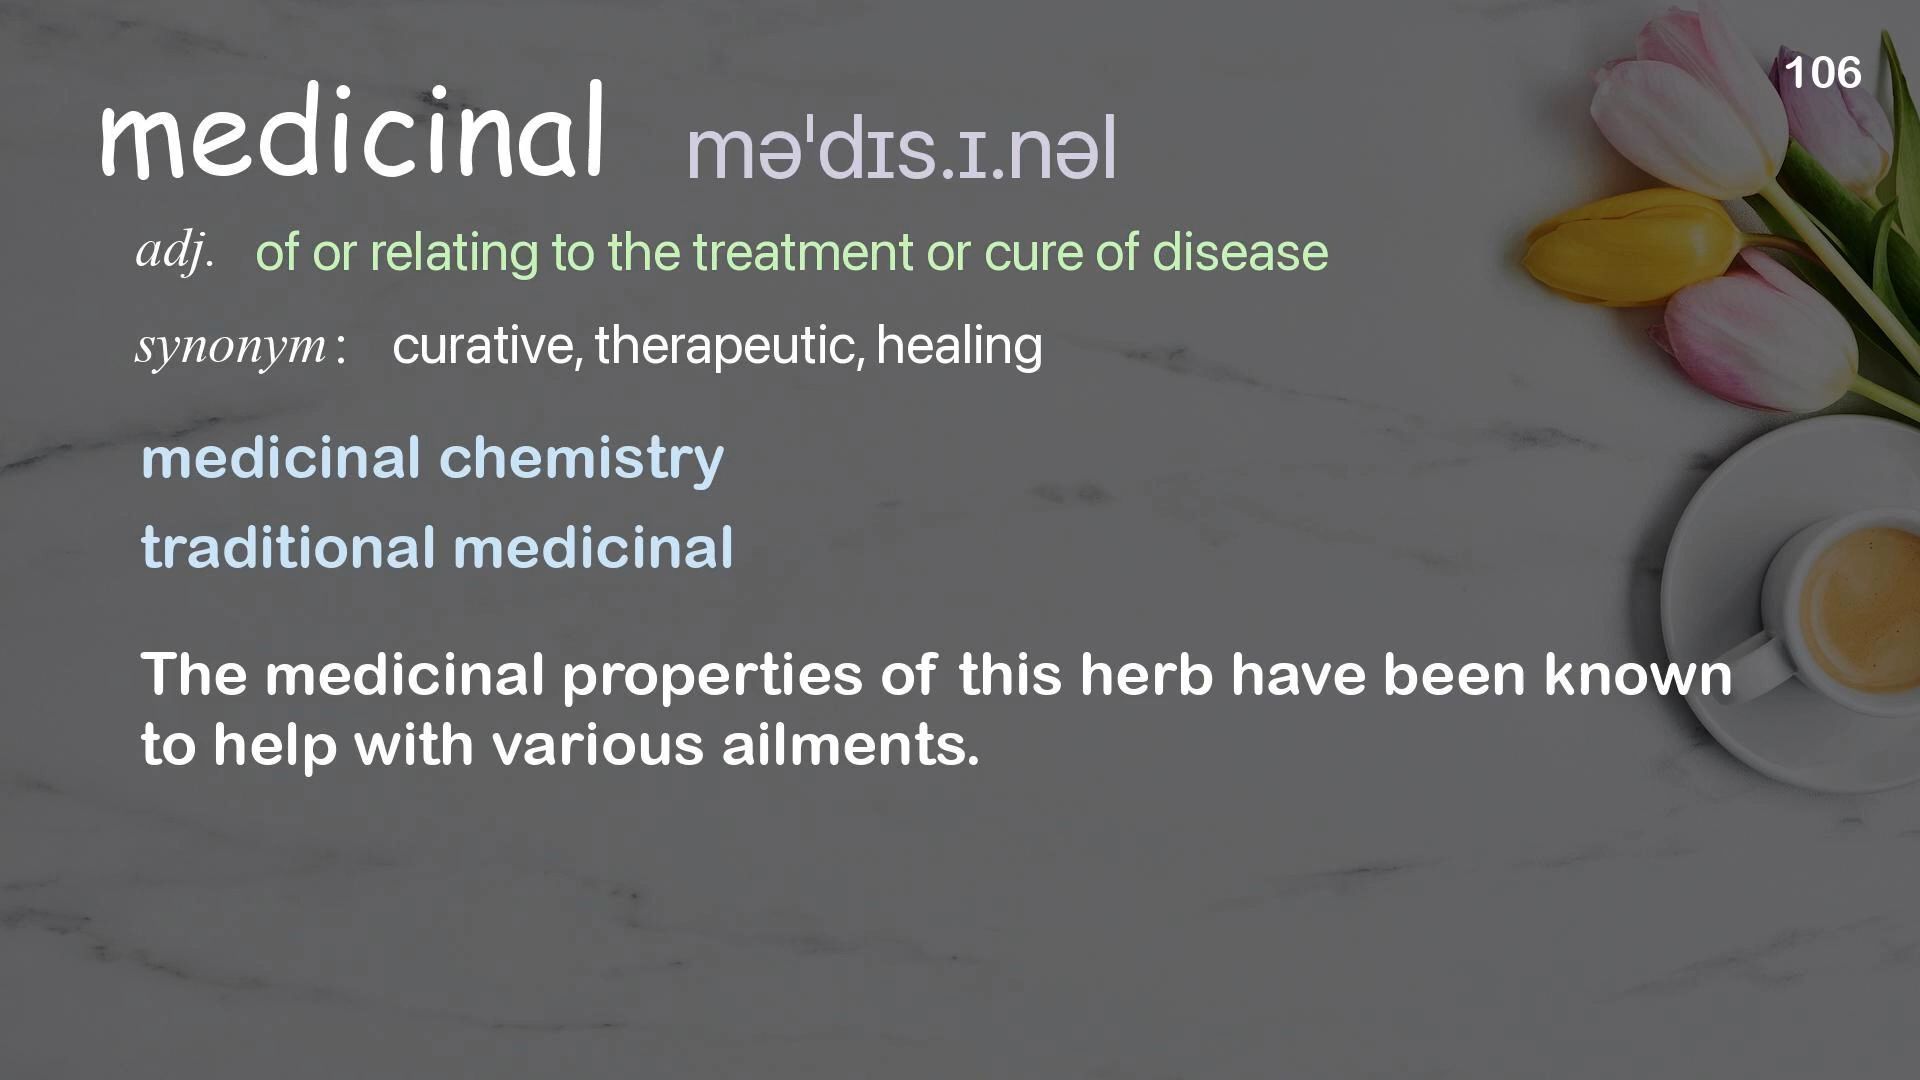 106
medicinal məˈdɪs.ɪ.nəl
adj. of or relating to the treatment or cure of disease
synonym: curative, therapeutic, healing
medicinal chemistry
traditional medicinal
The medicinal properties of this herb have been known
to help with various ailments.